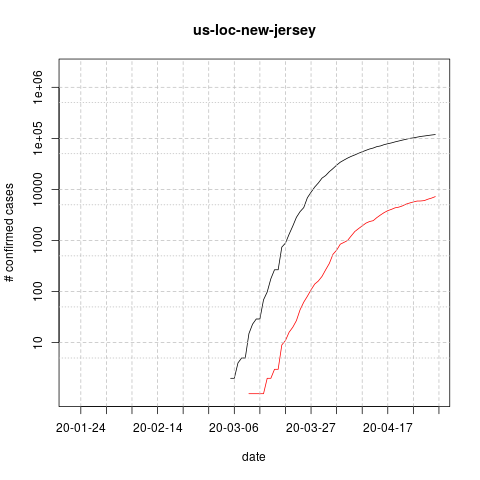 us-loc-new-jersey
# confirmed cases
1e+06
1e+05
10000
1000
100
10
20-01-24
20-02-14
20-03-06
20-03-27
20-04-17
date